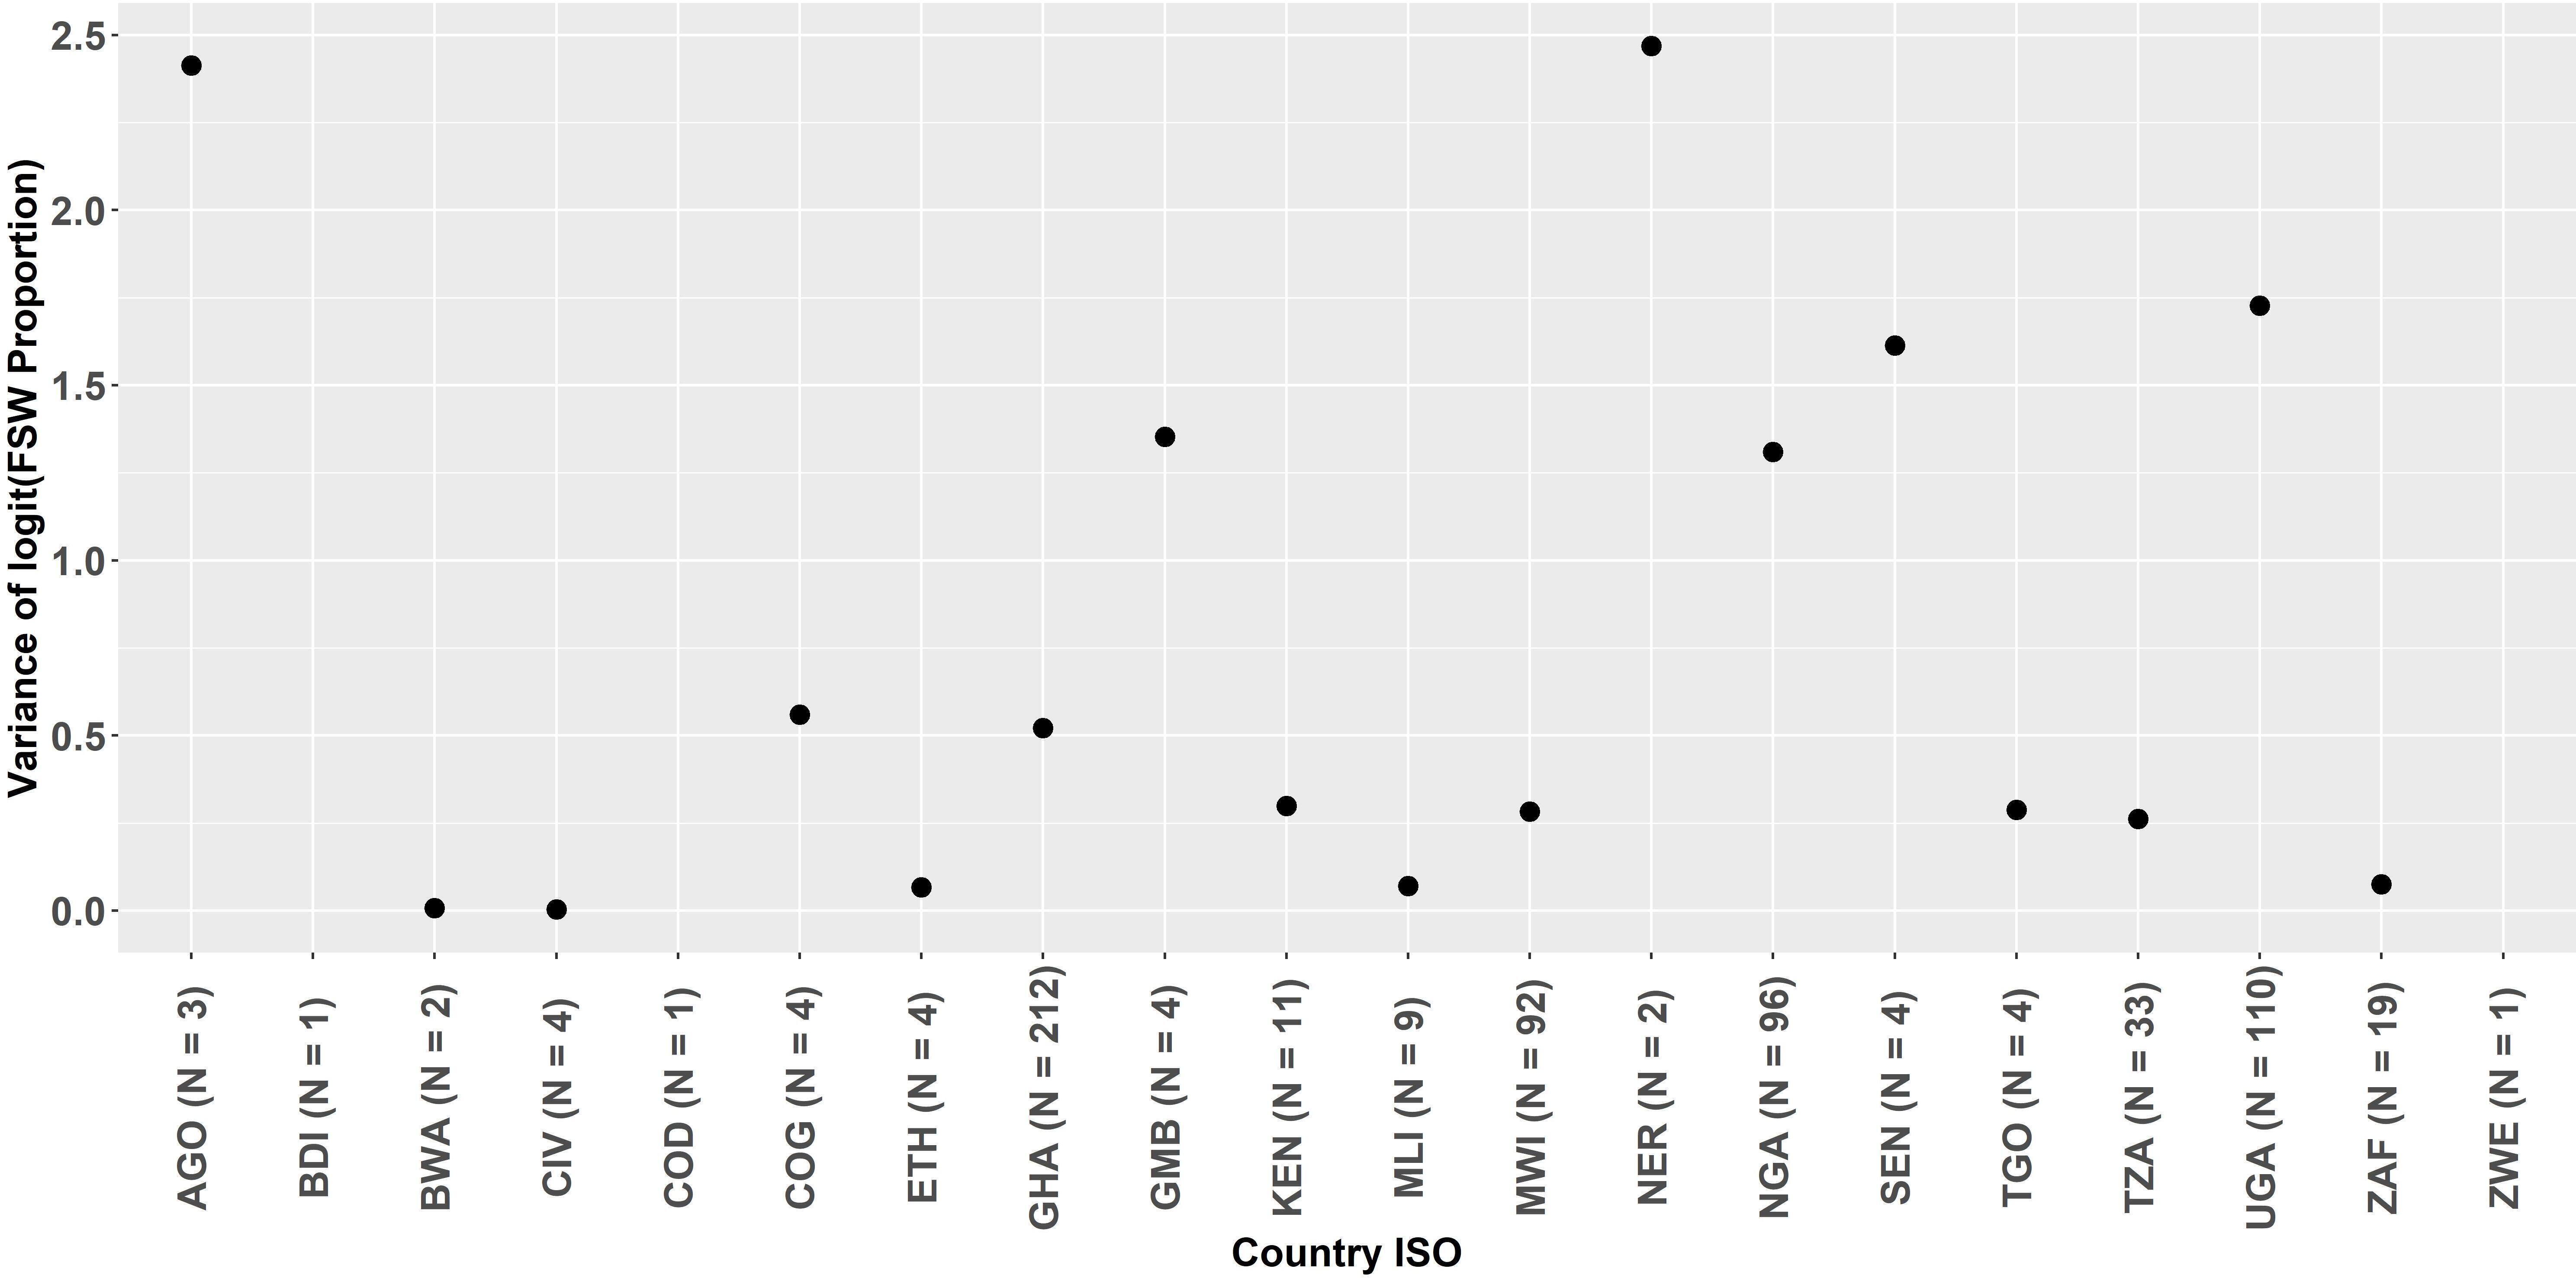 Variance of logit(FSW Proportion)
2.5
2.0
1.5
1.0
0.5
0.0
AGO (N = 3)
BDI (N = 1)
BWA (N = 2)
CIV (N = 4)
COD (N = 1)
COG (N = 4)
ETH (N = 4)
GHA (N = 212)
GMB (N = 4)
KEN (N = 11)
MLI (N = 9)
MWI (N = 92)
NER (N = 2)
NGA (N = 96)
SEN (N = 4)
TGO (N = 4)
TZA (N = 33)
UGA (N = 110)
ZAF (N = 19)
ZWE (N = 1)
Country ISO